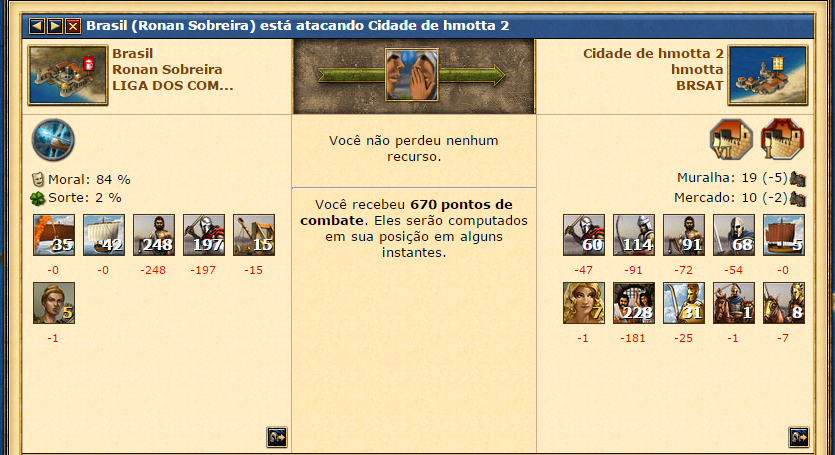 Brasil (Ronan Sobreira) está atacando Cidade de hmotta 2
Brasil
Ronan Sobreira
LIGA DOS COM...
Cidade de hmotta 2
hmotta
BRSAT
Moral: 84 %
Sorte: 2 %
35 42 248 197 15
-0 -0 -248 -197 -15
5
-1
Você não perdeu nenhum
recurso.
Você recebeu 670 pontos de
combate. Eles serão computados
em sua posição em alguns
instantes.
VI I
Muralha: 19 (-5)
Mercado: 10 (-2)
60 114 91 68 5
-47 -91 -72 -54 -0
7 228 31 1 8
-1 -181 -25 -1 -7